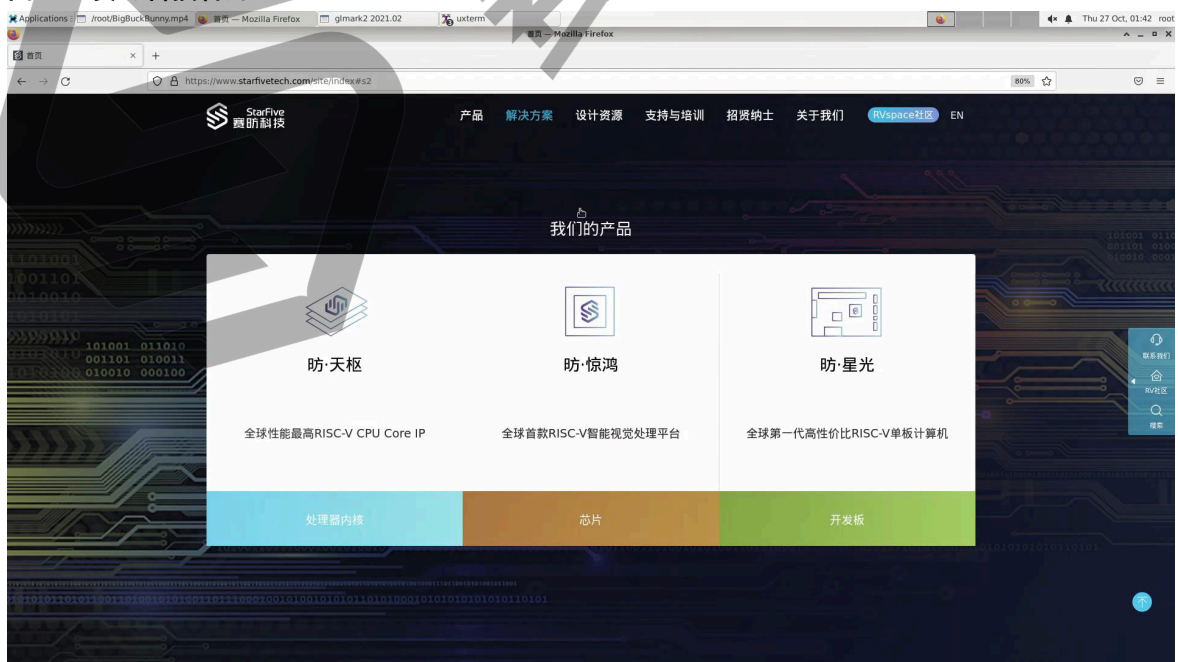 Applications
/root/BigBuckBunny.mp4
首页 — Mozilla Firefox
glmark2 2021.02
uxterm
Thu 27 Oct, 01:42 root
首页 — Mozilla Firefox
首页
https://www.starfivetech.com/site/index#s2
80%
StarFive
赛昉科技
产品
解决方案
设计资源
支持与培训
招贤纳士
关于我们
RVspace社区
EN
我们的产品
昉·天枢
昉·惊鸿
昉·星光
全球性能最高RISC-V CPU Core IP
全球首款RISC-V智能视觉处理平台
全球第一代高性价比RISC-V单板计算机
处理器内核
芯片
开发板
联系我们
RV社区
搜索
101001 011010
001101 010011
010010 000100